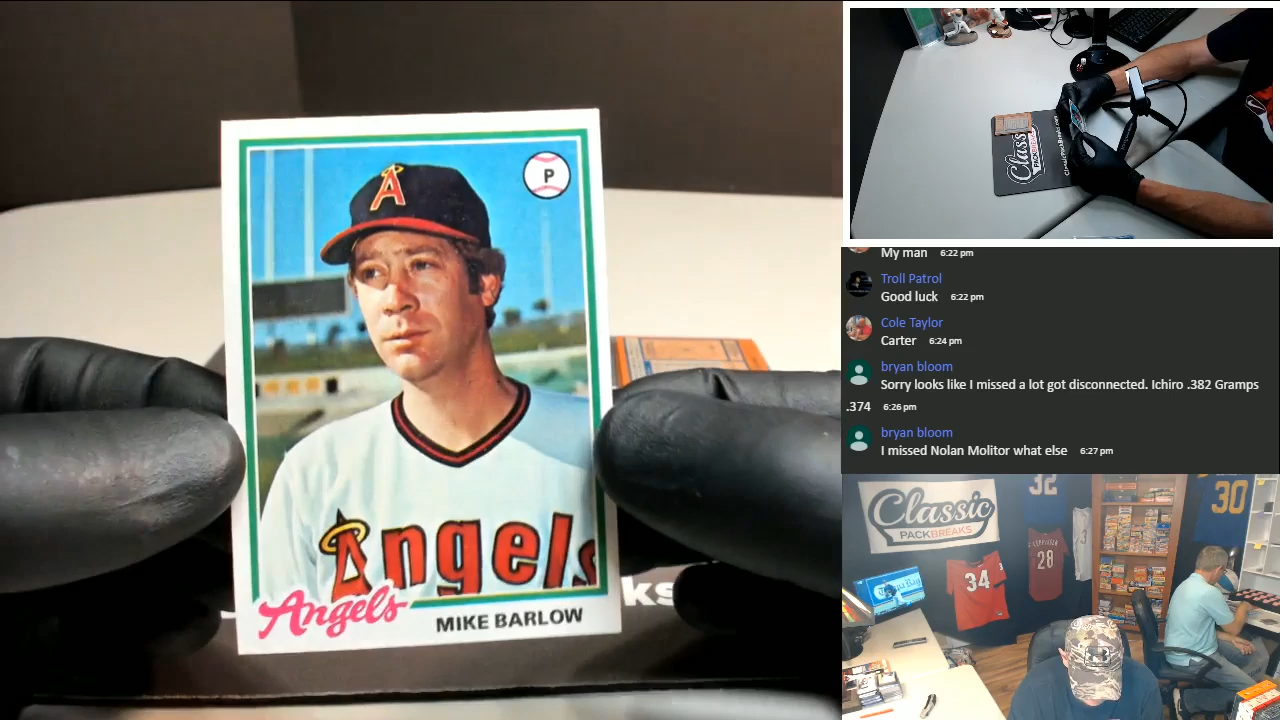 A
P
Angels
Angels
MIKE BARLOW
Classic
My man 6:22 pm
Troll Patrol
Good luck 6:22 pm
Cole Taylor
Carter 6:24 pm
bryan bloom
Sorry looks like I missed a lot got disconnected. Ichiro .382 Gramps
.374 6:26 pm
bryan bloom
I missed Nolan Molitor what else 6:27 pm
Classic
PACKBREAKS
32
30
34
28